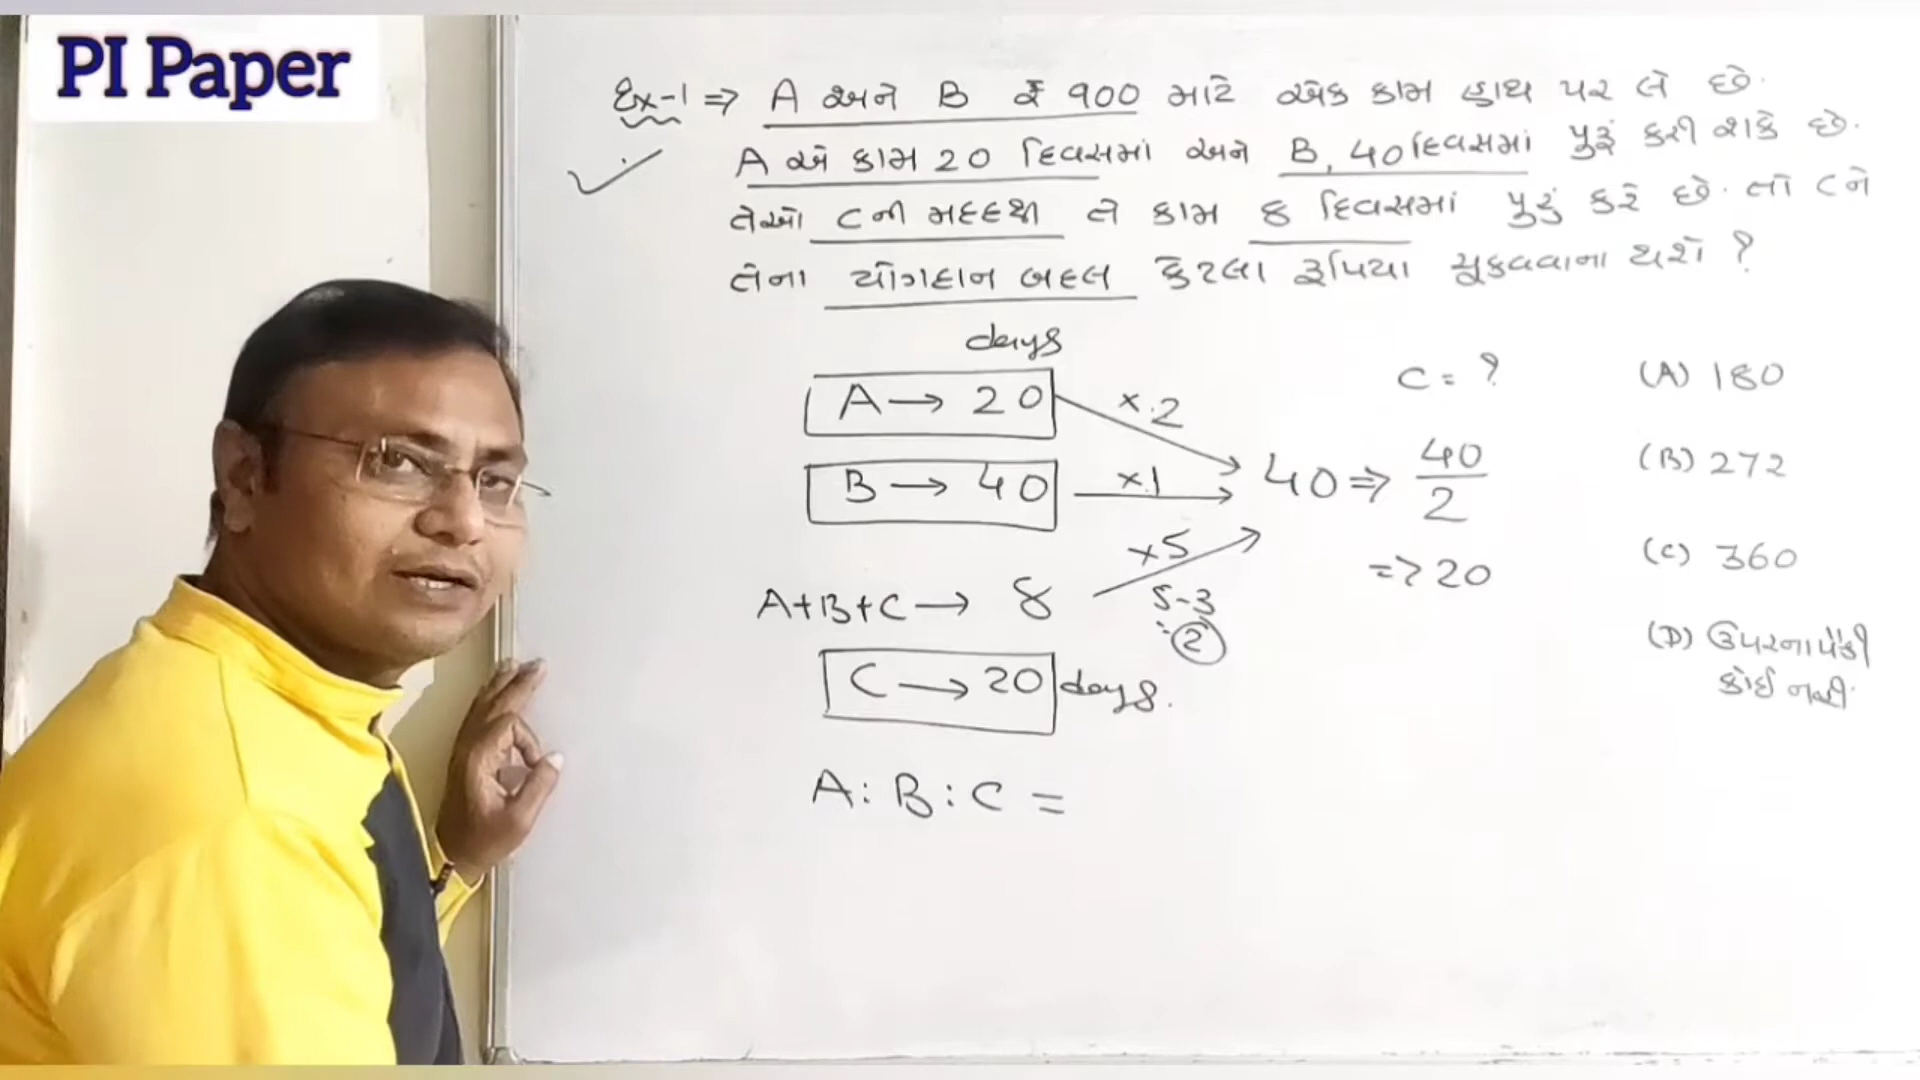 PI Paper
Ex-1 ⇒ A અને B ₹ 900 માટે એક કામ હાથ પર લે છે.
A એ કામ 20 દિવસમાં અને B, 40 દિવસમાં પુરૂં કરી શકે છે.
તેઓ C ની મદદથી તે કામ 8 દિવસમાં પુરું કરે છે. તો C ને
તેના યોગદાન બદલ કેટલા રૂપિયા ચૂકવવાના થશે ?
days
A → 20
×.2
B → 40
×.1
40 ⇒ 40/2
⇒ 20
A+B+C → 8
×5
5-3
=2
C → 20 days.
A : B : C =
C = ?
(A) 180
(B) 272
(C) 360
(D) ઉપરનાપૈકી
કોઈ નથી.